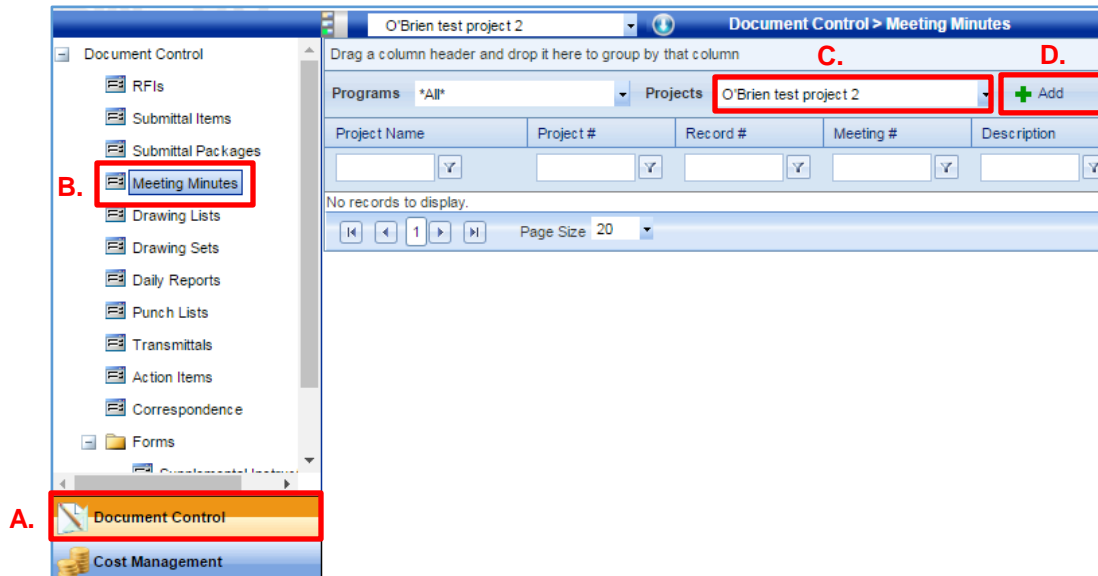 O'Brien test project 2 Document Control > Meeting Minutes
Document Control
Drag a column header and drop it here to group by that column
C.
D.
RFIs
Programs *All* Projects O'Brien test project 2 Add
Submittal Items
Project Name Project # Record # Meeting # Description
Submittal Packages
B.
Meeting Minutes
No records to display.
Drawing Lists
1 Page Size 20
Drawing Sets
Daily Reports
Punch Lists
Transmittals
Action Items
Correspondence
Forms
A.
Document Control
Cost Management